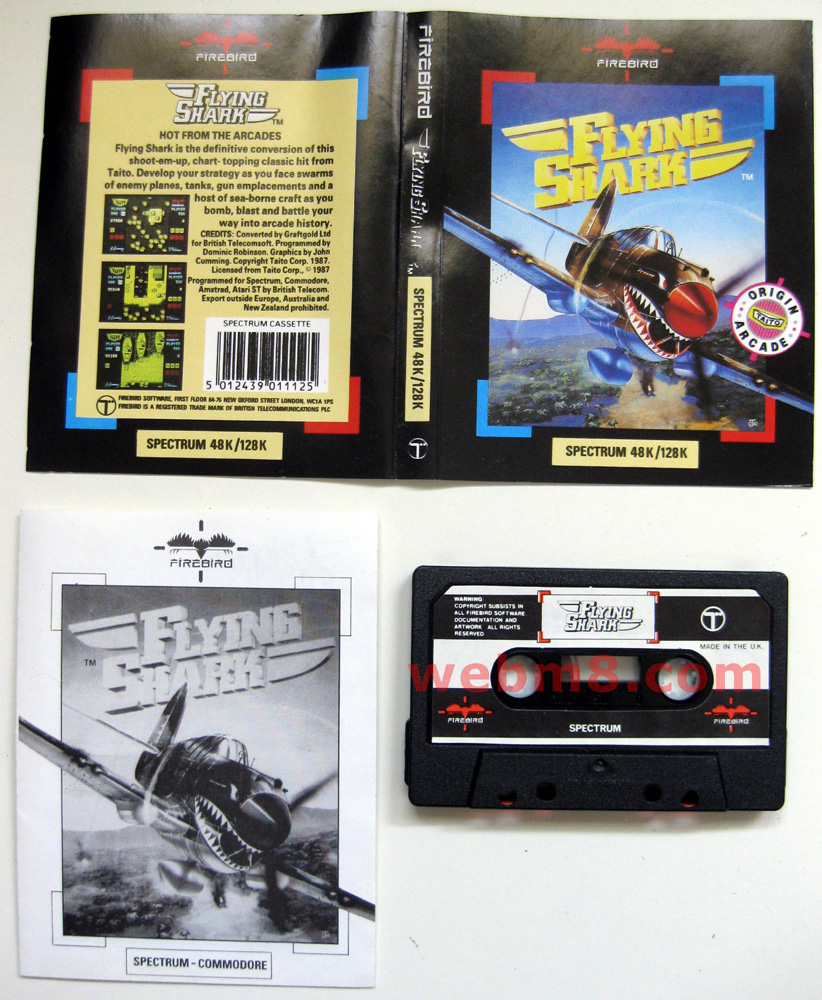 FIREBIRD
FLYING
SHARK TM
HOT FROM THE ARCADES
Flying Shark is the definitive conversion of this
shoot-em-up, chart- topping classic hit from
Taito. Develop your strategy as you face swarms
of enemy planes, tanks, gun emplacements and a
host of sea-borne craft as you
bomb, blast and battle your
way into arcade history.
CREDITS: Converted by Graftgold Ltd
for British Telecomsoft. Programmed by
Dominic Robinson. Graphics by John
Cumming. Copyright Taito Corp. 1987.
Licensed from Taito Corp., © 1987
Programmed for Spectrum, Commodore,
Amstrad, Atari ST by British Telecom.
Export outside Europe, Australia and
New Zealand prohibited.
SPECTRUM CASSETTE
5 012439 011125
T FIREBIRD SOFTWARE, FIRST FLOOR 64-76 NEW OXFORD STREET LONDON, WC1A 1PS
FIREBIRD IS A REGISTERED TRADE MARK OF BRITISH TELECOMMUNICATIONS PLC
SPECTRUM 48K/128K
FIREBIRD FLYING SHARK TM SPECTRUM 48K/128K T
FIREBIRD
FLYING
SHARK TM
ORIGIN
TAITO
ARCADE
SPECTRUM 48K/128K
FIREBIRD
FLYING
TM SHARK
SPECTRUM - COMMODORE
WARNING
COPYRIGHT SUBSISTS IN
ALL FIREBIRD SOFTWARE
DOCUMENTATION AND
ARTWORK ALL RIGHTS
RESERVED
FLYING
SHARK
T
MADE IN THE U.K.
webm8.com
FIREBIRD
SPECTRUM
FIREBIRD